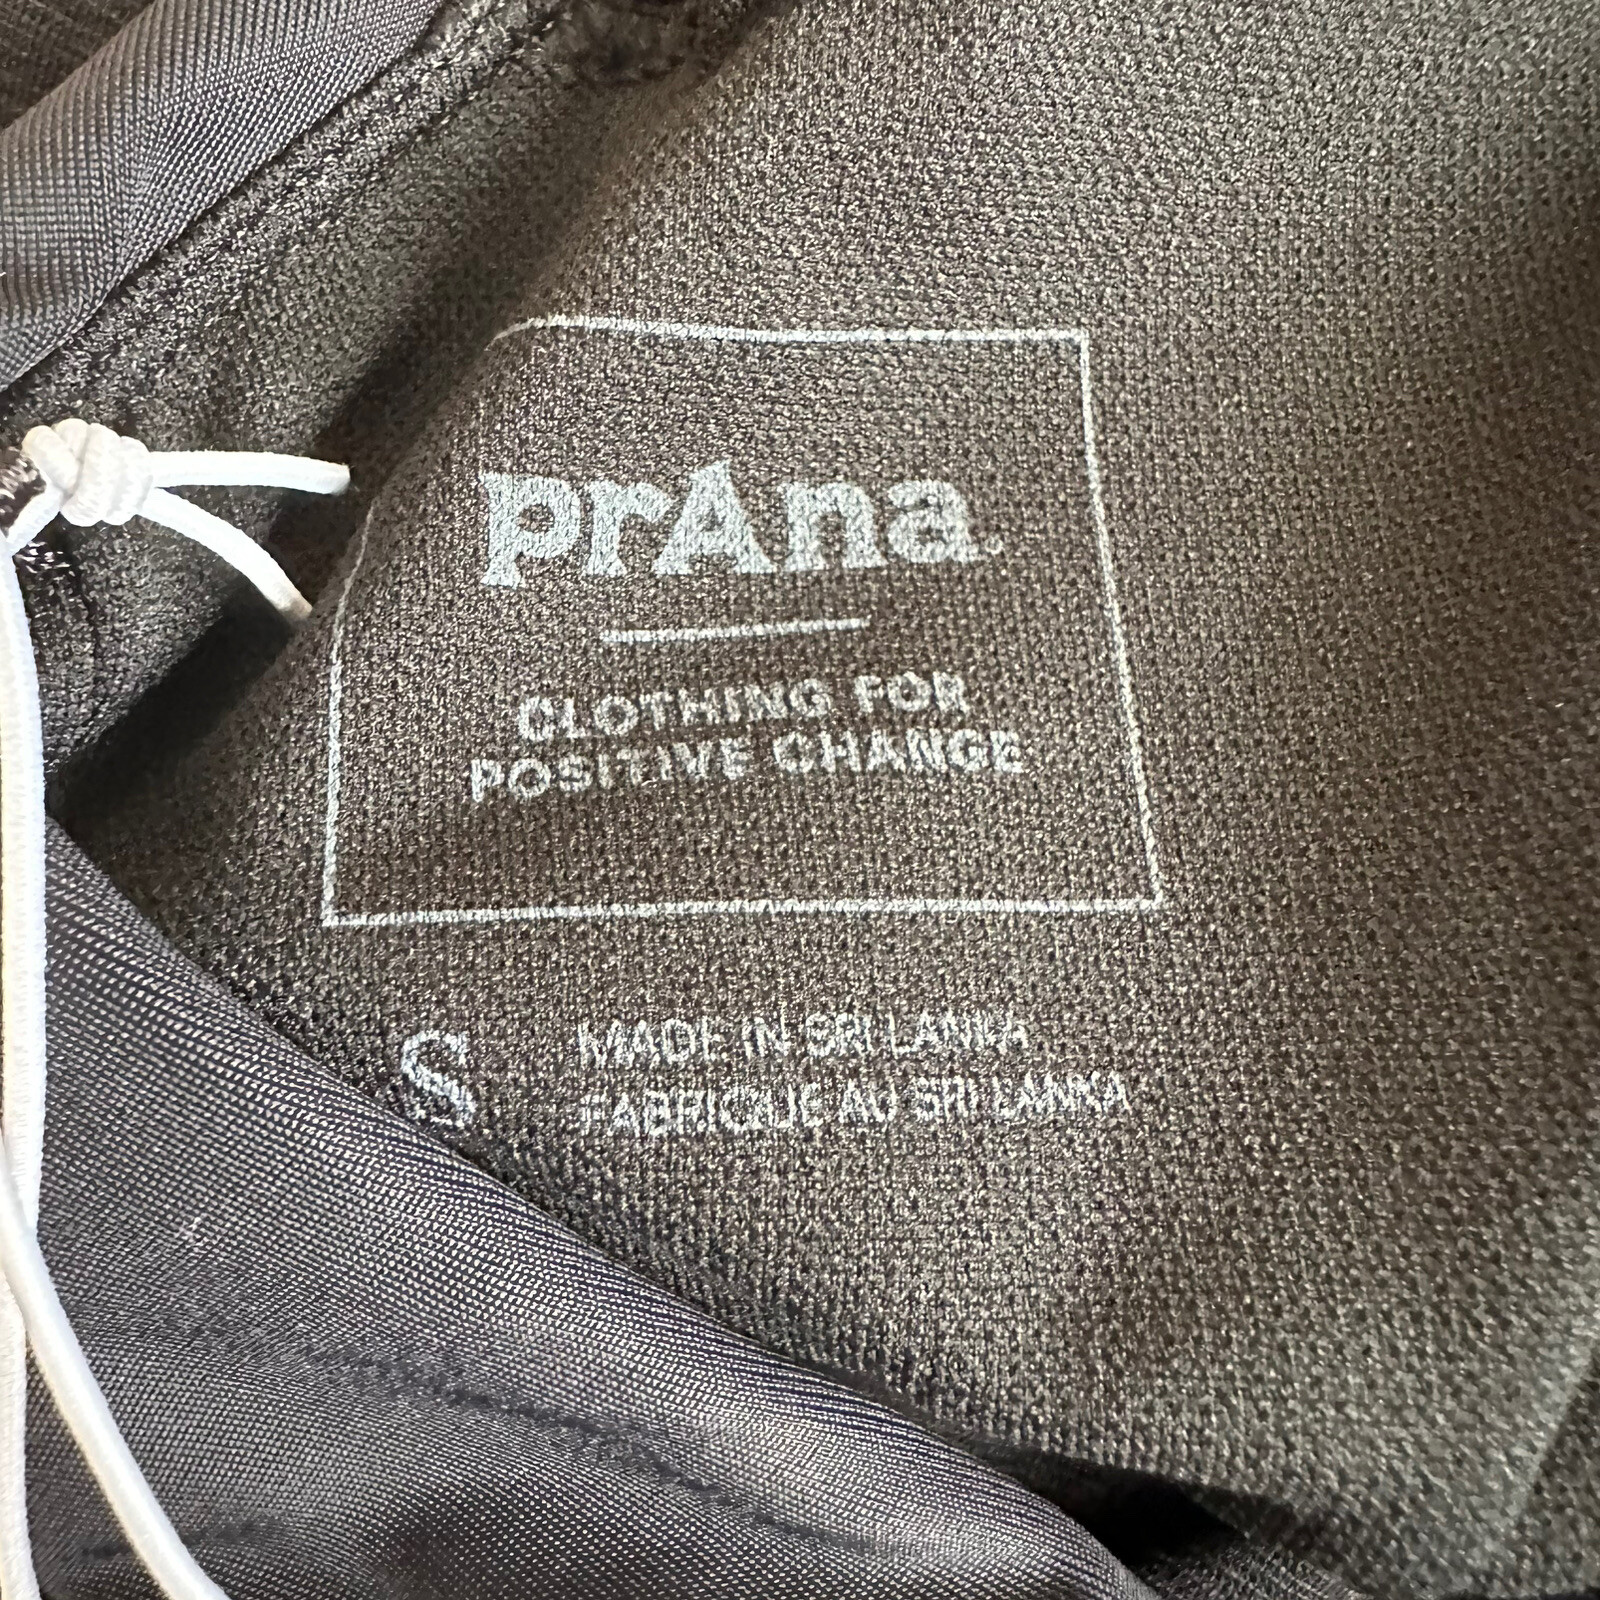 prAna
CLOTHING FOR
POSITIVE CHANGE
S
MADE IN SRI LANKA
FABRIQUE AU SRI LANKA